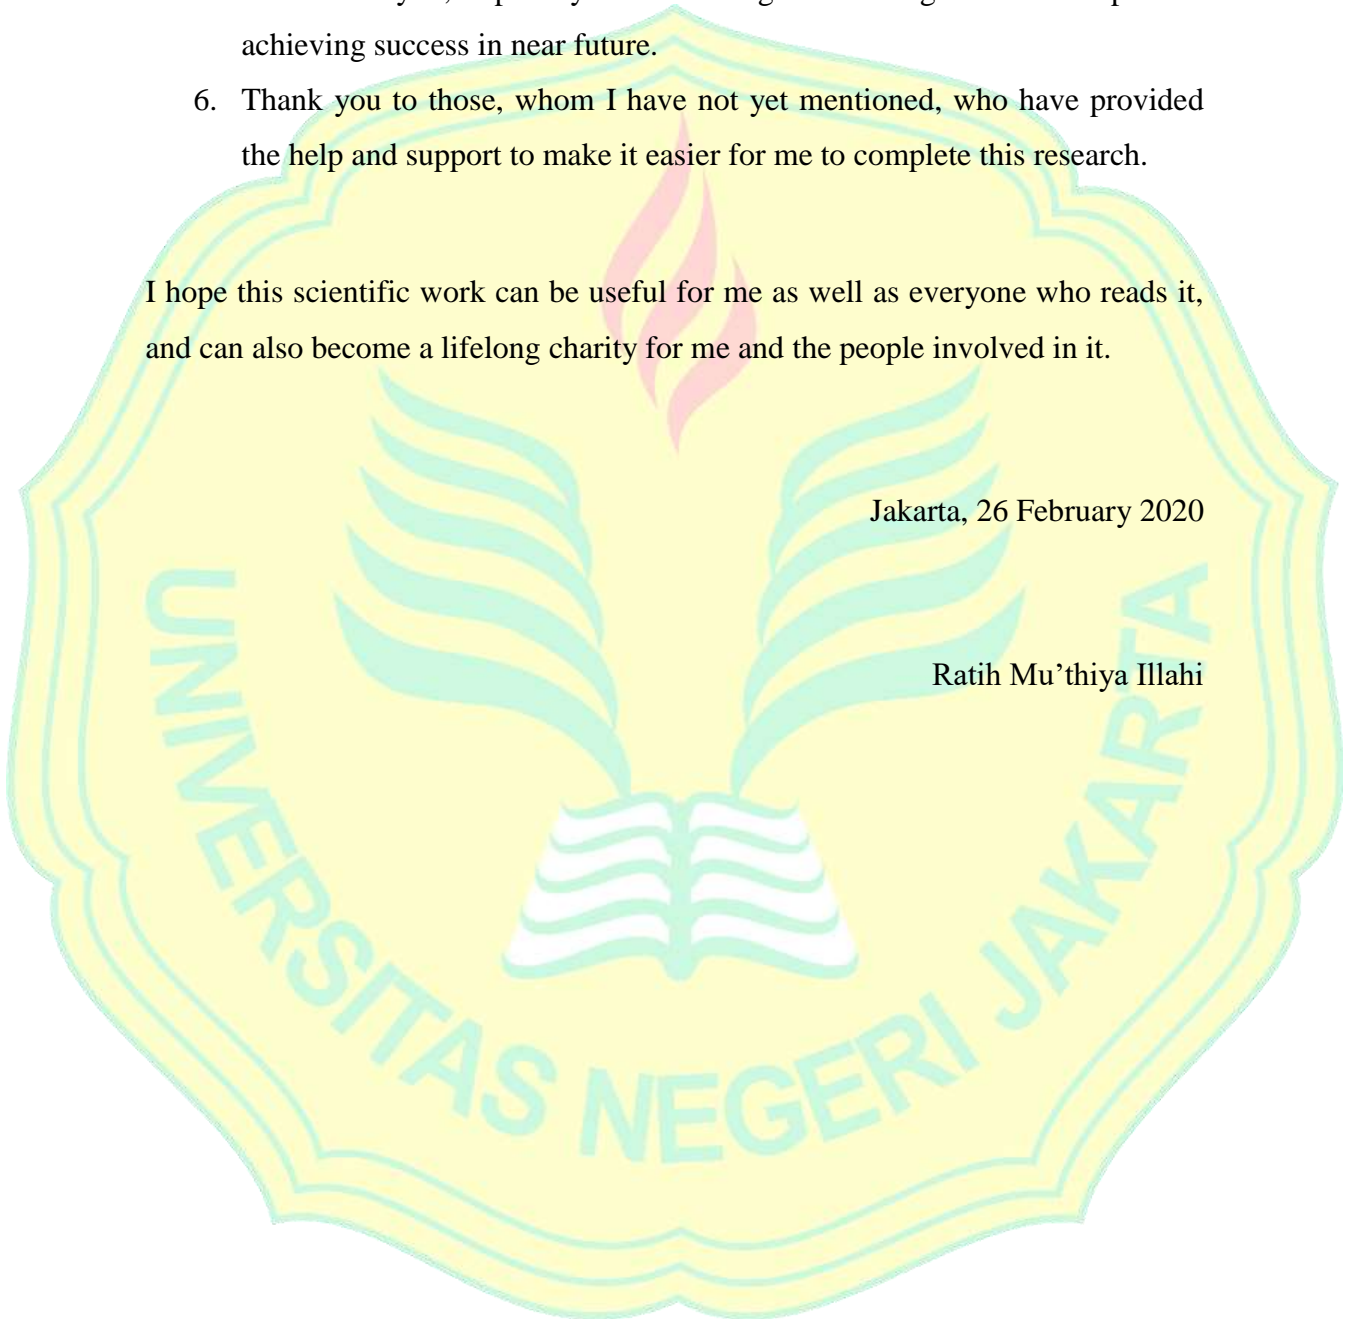 achieving success in near future.
6. Thank you to those, whom I have not yet mentioned, who have provided
the help and support to make it easier for me to complete this research.
I hope this scientific work can be useful for me as well as everyone who reads it,
and can also become a lifelong charity for me and the people involved in it.
Jakarta, 26 February 2020
Ratih Mu’thiya Illahi
UNIVERSITAS NEGERI JAKARTA